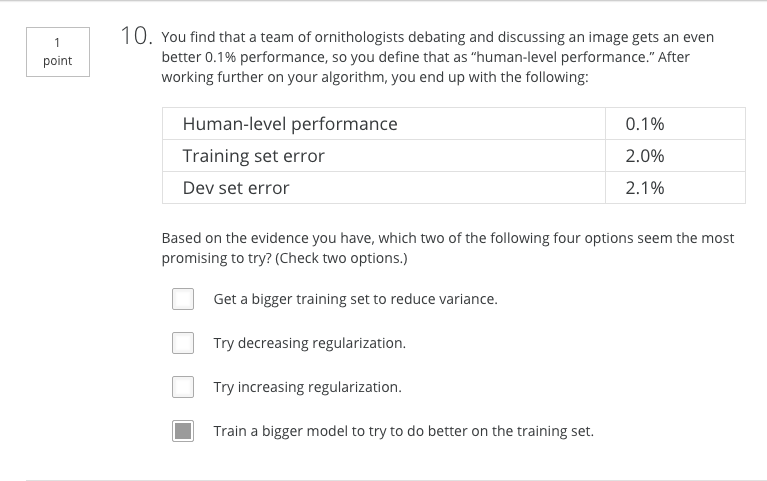 1
point
10. You find that a team of ornithologists debating and discussing an image gets an even
better 0.1% performance, so you define that as “human-level performance.” After
working further on your algorithm, you end up with the following:
Human-level performance 0.1%
Training set error 2.0%
Dev set error 2.1%
Based on the evidence you have, which two of the following four options seem the most
promising to try? (Check two options.)
Get a bigger training set to reduce variance.
Try decreasing regularization.
Try increasing regularization.
Train a bigger model to try to do better on the training set.